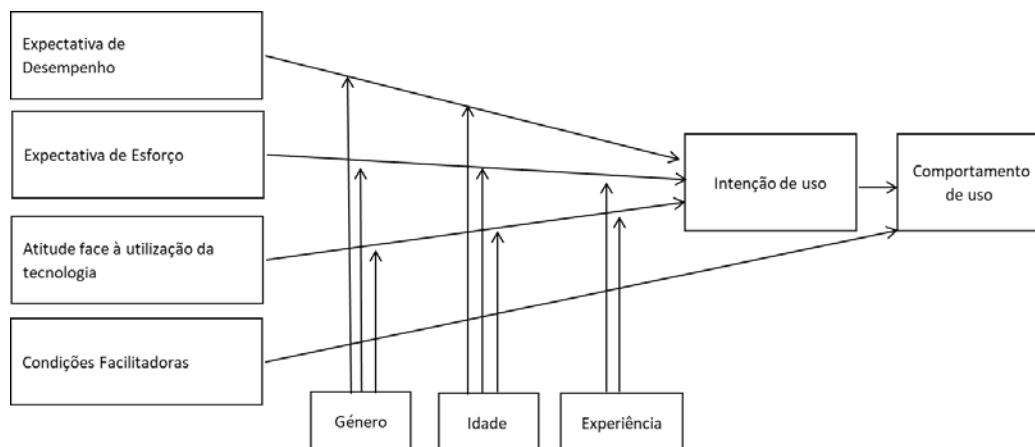 Expectativa de
Desempenho
Expectativa de Esforço
Atitude face à utilização da
tecnologia
Condições Facilitadoras
Intenção de uso
Comportamento
de uso
Género
Idade
Experiência